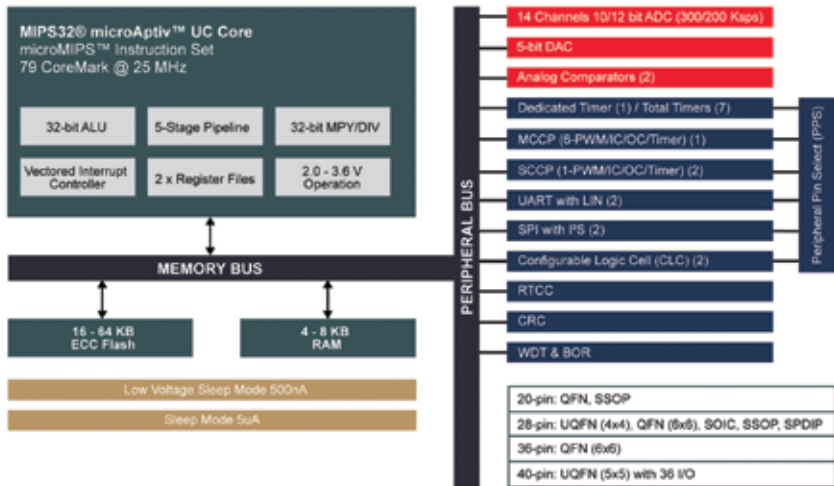 MIPS32® microAptiv™ UC Core
microMIPS™ Instruction Set
79 CoreMark @ 25 MHz
32-bit ALU
5-Stage Pipeline
32-bit MPY/DIV
Vectored Interrupt
Controller
2 x Register Files
2.0 - 3.6 V
Operation
MEMORY BUS
16 - 64 KB
ECC Flash
4 - 8 KB
RAM
Low Voltage Sleep Mode 500nA
Sleep Mode 5uA
PERIPHERAL BUS
14 Channels 10/12 bit ADC (300/200 Ksps)
5-bit DAC
Analog Comparators (2)
Dedicated Timer (1) / Total Timers (7)
MCCP (6-PWM/IC/OC/Timer) (1)
SCCP (1-PWM/IC/OC/Timer) (2)
UART with LIN (2)
SPI with I²S (2)
Configurable Logic Cell (CLC) (2)
RTCC
CRC
WDT & BOR
Peripheral Pin Select (PPS)
20-pin: QFN, SSOP
28-pin: UQFN (4x4), QFN (6x6), SOIC, SSOP, SPDIP
36-pin: QFN (6x6)
40-pin: UQFN (5x5) with 36 I/O